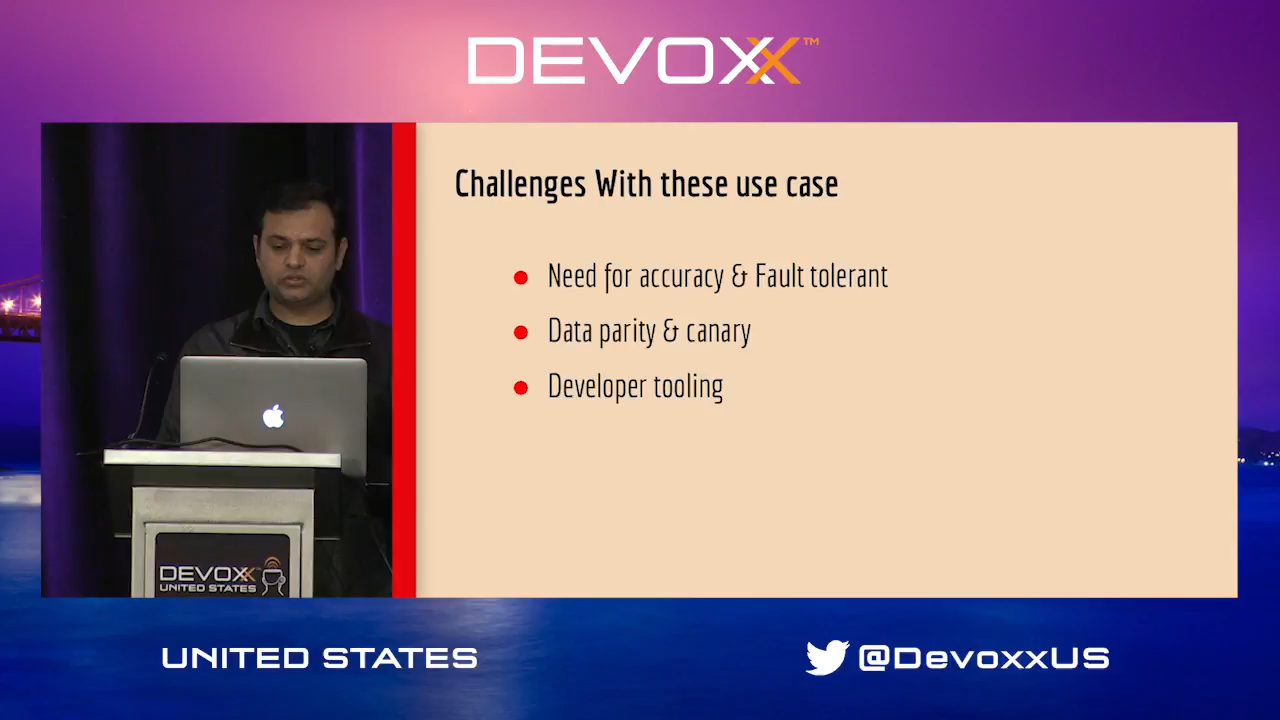 DEVOXX™
Challenges With these use case
Need for accuracy & Fault tolerant
Data parity & canary
Developer tooling
DEVOXX
UNITED STATES
UNITED STATES
@DevoxxUS